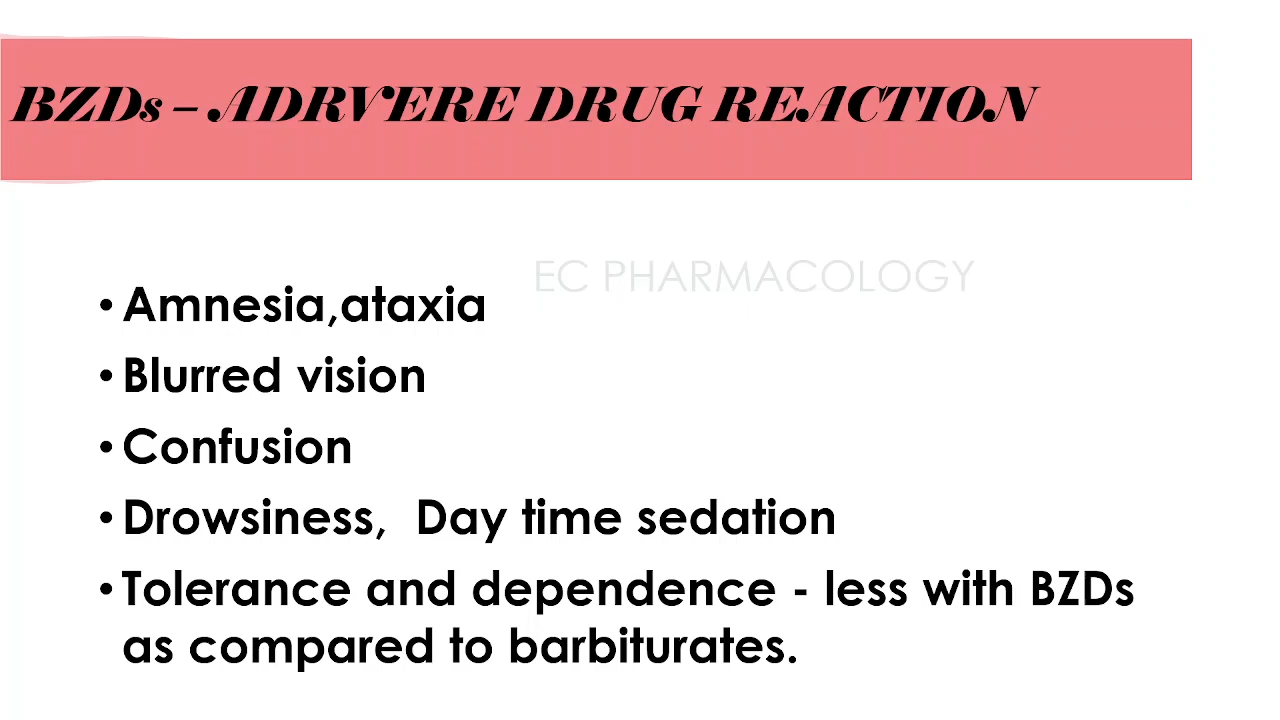 BZDs – ADRVERE DRUG REACTION
EC PHARMACOLOGY
• Amnesia,ataxia
• Blurred vision
• Confusion
• Drowsiness,  Day time sedation
• Tolerance and dependence - less with BZDs
as compared to barbiturates.